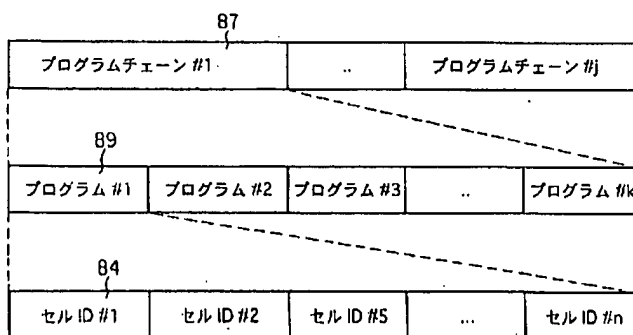 87
プログラムチェーン #1 .. プログラムチェーン #j
89
プログラム #1 プログラム #2 プログラム #3 .. プログラム #k
84
セル ID #1 セル ID #2 セル ID #5 ... セル ID #n